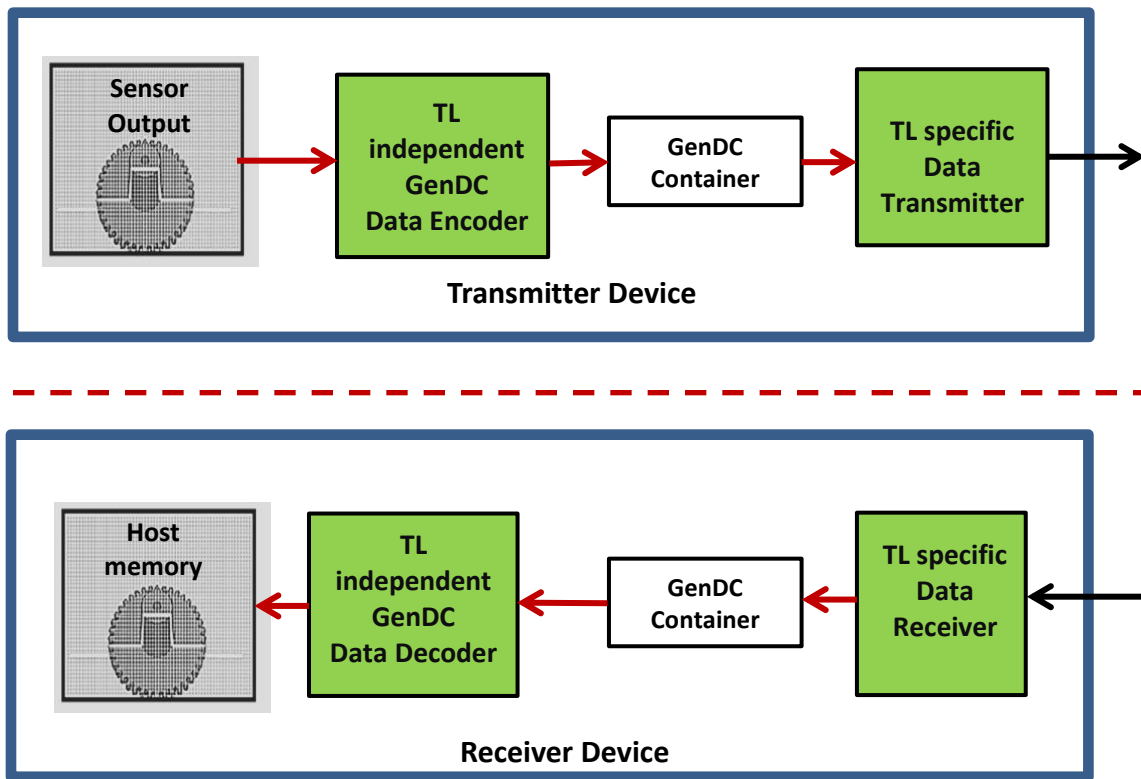 Sensor
Output
TL
independent
GenDC
Data Encoder
GenDC
Container
TL specific
Data
Transmitter
Transmitter Device
Host
memory
TL
independent
GenDC
Data Decoder
GenDC
Container
TL specific
Data
Receiver
Receiver Device